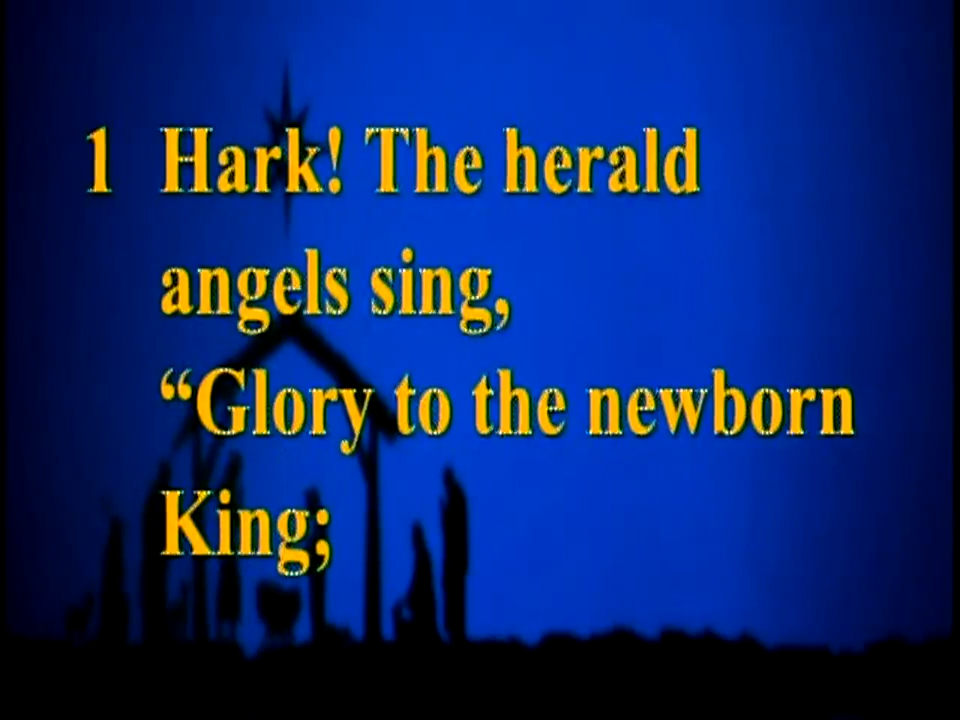 1 Hark! The herald
angels sing,
“Glory to the newborn
King;